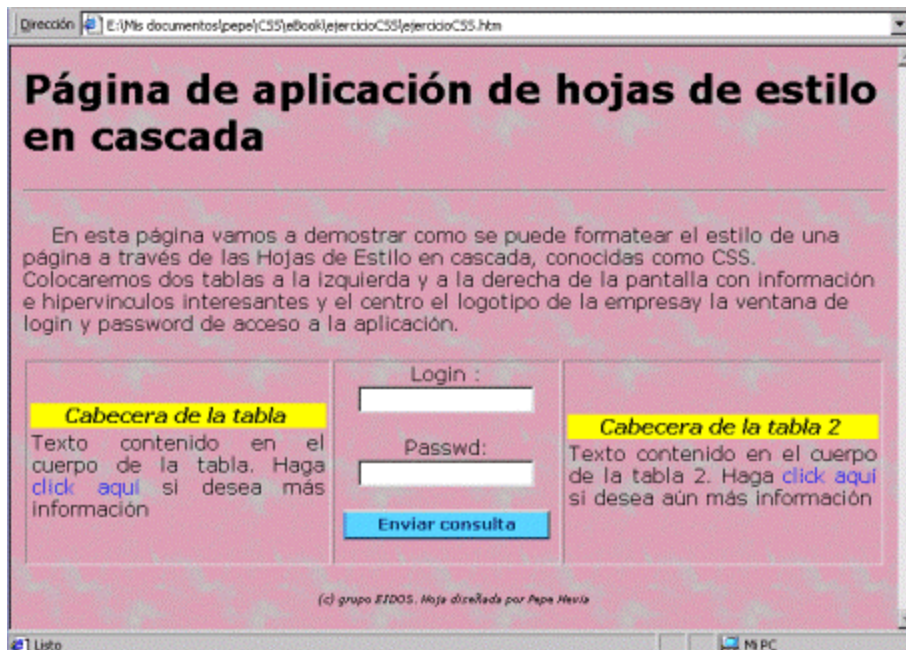 Dirección E:\Mis documentos\pepe\CSS\eBook\ejercicioCSS\ejercicioCSS.htm
Página de aplicación de hojas de estilo
en cascada
En esta página vamos a demostrar como se puede formatear el estilo de una
página a través de las Hojas de Estilo en cascada, conocidas como CSS.
Colocaremos dos tablas a la izquierda y a la derecha de la pantalla con información
e hipervinculos interesantes y el centro el logotipo de la empresay la ventana de
login y password de acceso a la aplicación.
Cabecera de la tabla
Texto contenido en el
cuerpo de la tabla. Haga
click aquí si desea más
información
Login :
Passwd:
Enviar consulta
Cabecera de la tabla 2
Texto contenido en el cuerpo
de la tabla 2. Haga click aquí
si desea aún más información
(c) grupo EIDOS. Hoja diseñada por Pepe Hevia
Listo
Mi PC